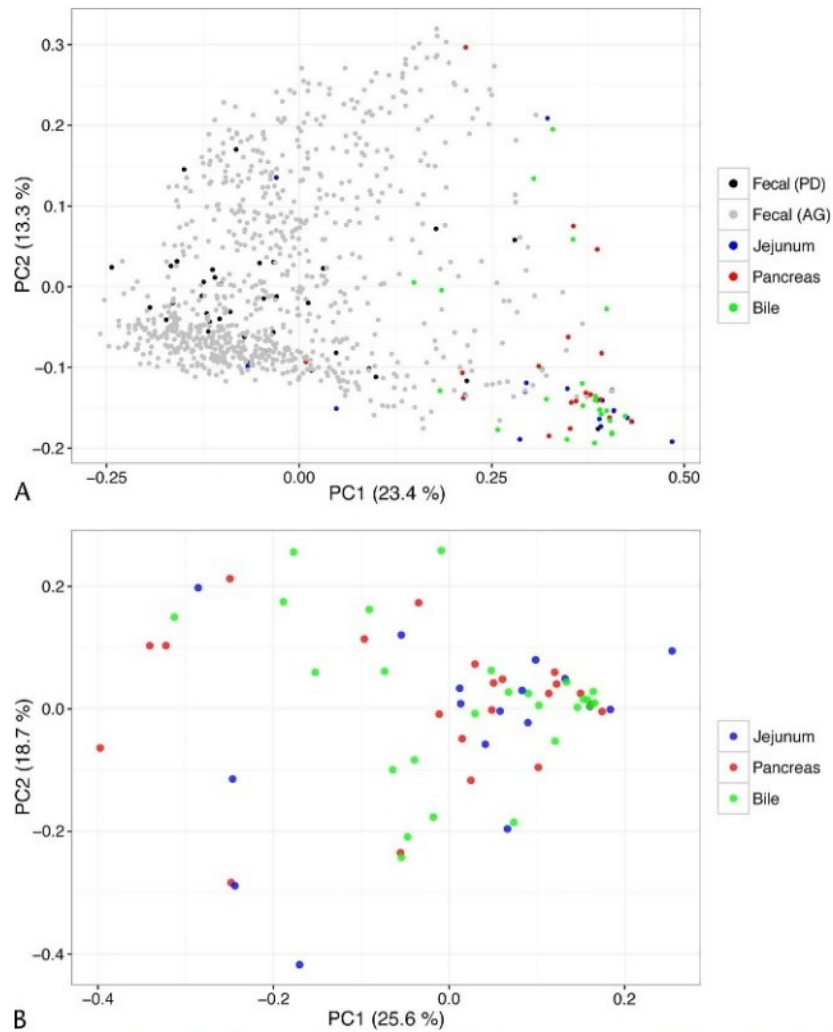 0.3
0.2
0.1
0.0
−0.1
−0.2
PC2 (13.3 %)
−0.25
0.00
0.25
0.50
PC1 (23.4 %)
A
Fecal (PD)
Fecal (AG)
Jejunum
Pancreas
Bile
0.2
0.0
−0.2
−0.4
PC2 (18.7 %)
−0.4
−0.2
0.0
0.2
PC1 (25.6 %)
B
Jejunum
Pancreas
Bile